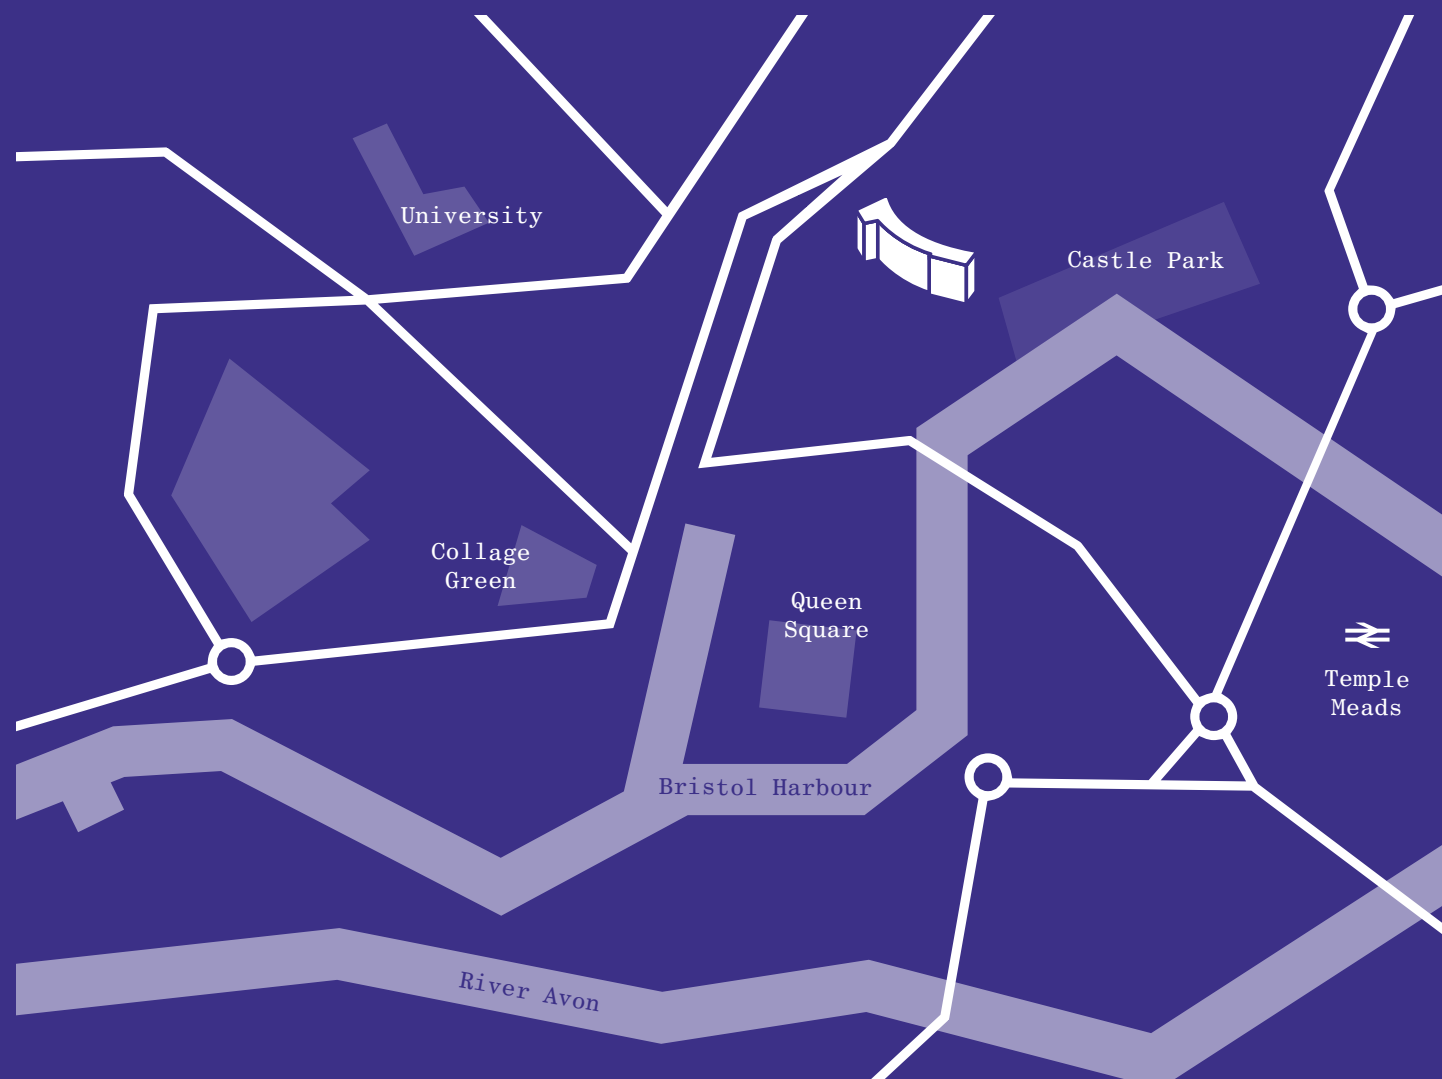 University
Castle Park
Collage
Green
Queen
Square
Temple
Meads
Bristol Harbour
River Avon